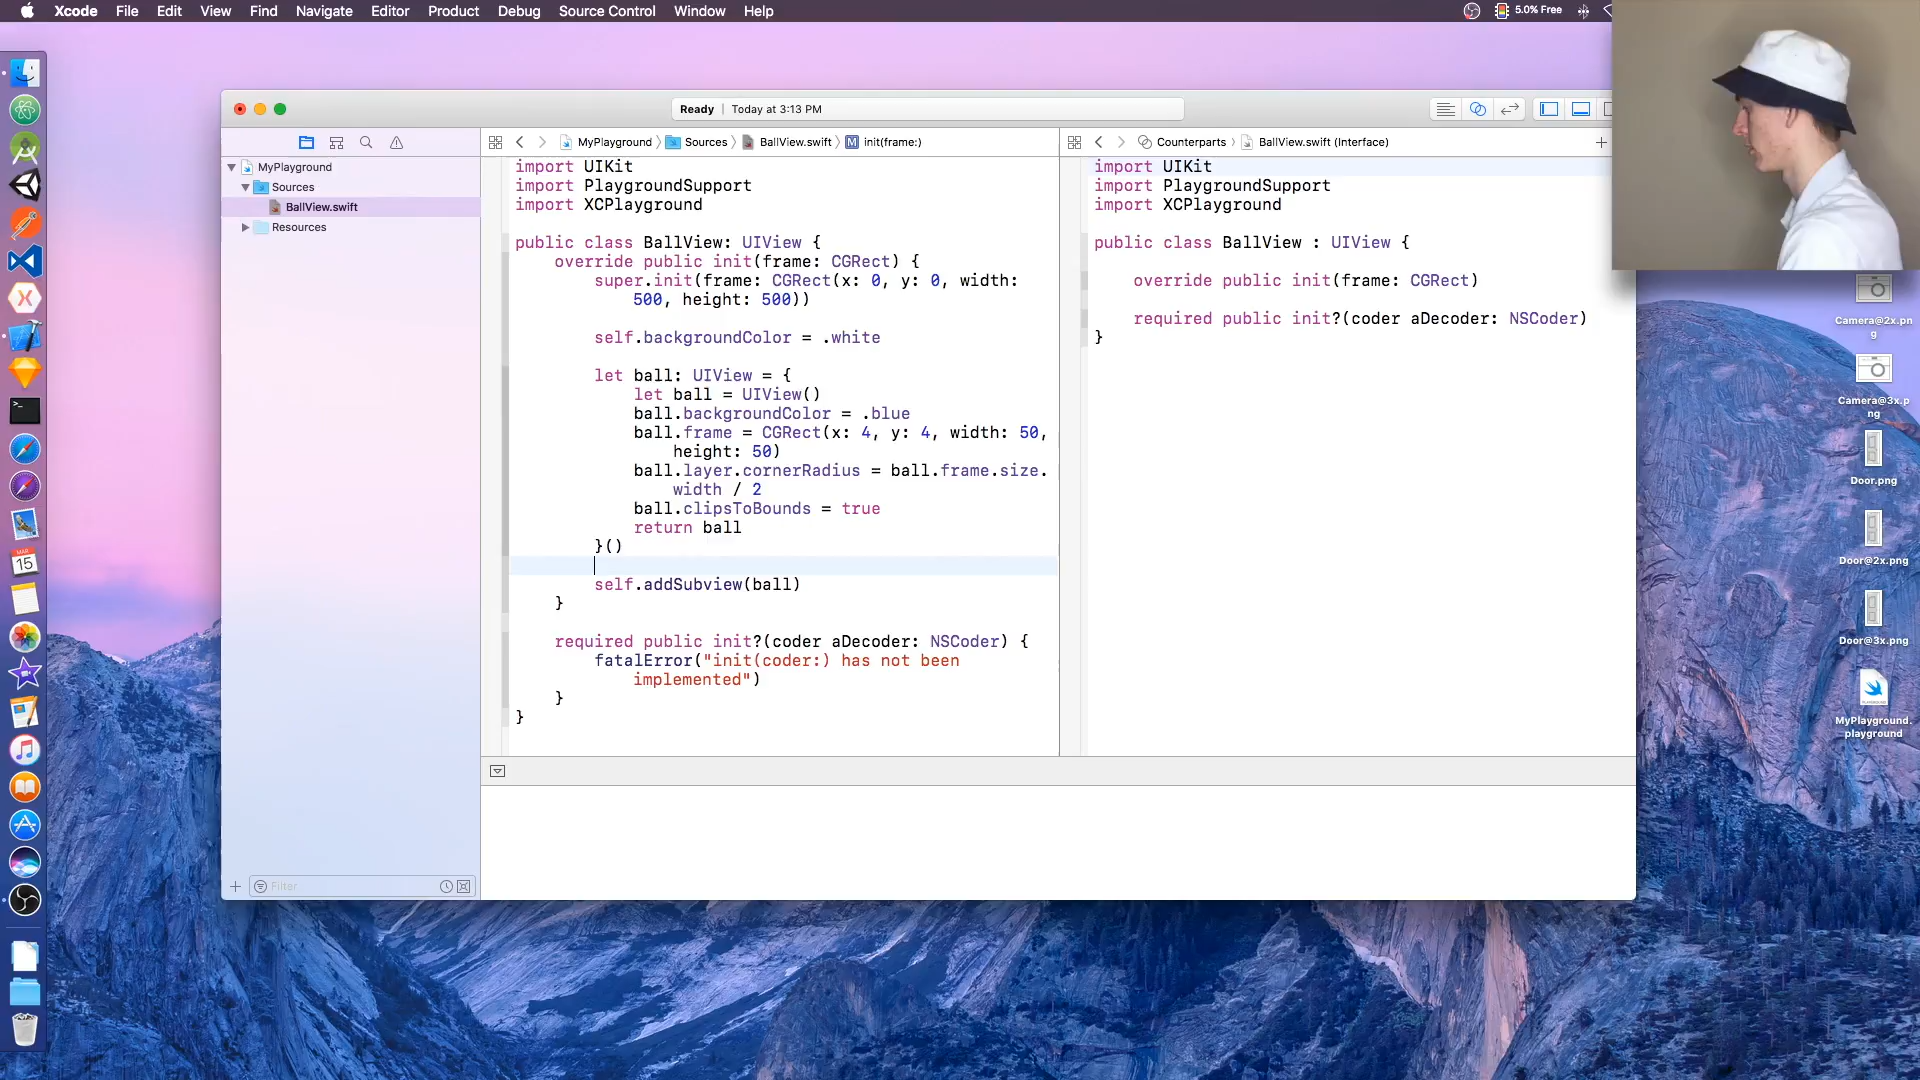 Xcode File Edit View Find Navigate Editor Product Debug Source Control Window Help
5.0% Free
Ready | Today at 3:13 PM
MyPlayground Sources BallView.swift M init(frame:)
Counterparts BallView.swift (Interface)
MyPlayground
Sources
BallView.swift
Resources
Filter
import UIKit
import PlaygroundSupport
import XCPlayground
public class BallView: UIView {
override public init(frame: CGRect) {
super.init(frame: CGRect(x: 0, y: 0, width:
500, height: 500))
self.backgroundColor = .white
let ball: UIView = {
let ball = UIView()
ball.backgroundColor = .blue
ball.frame = CGRect(x: 4, y: 4, width: 50,
height: 50)
ball.layer.cornerRadius = ball.frame.size.
width / 2
ball.clipsToBounds = true
return ball
}()
self.addSubview(ball)
}
required public init?(coder aDecoder: NSCoder) {
fatalError("init(coder:) has not been
implemented")
}
}
import UIKit
import PlaygroundSupport
import XCPlayground
public class BallView : UIView {
override public init(frame: CGRect)
required public init?(coder aDecoder: NSCoder)
}
Camera@2x.pn
g
Camera@3x.p
ng
Door.png
Door@2x.png
Door@3x.png
MyPlayground.
playground
MAR
15